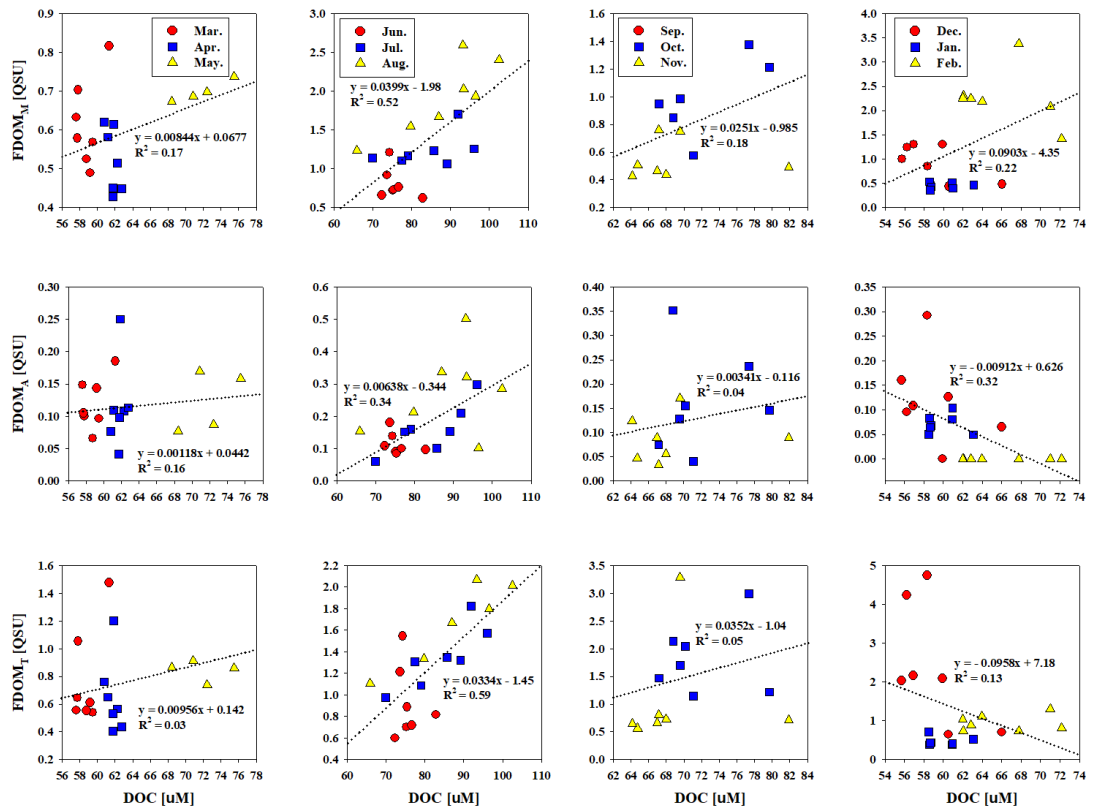 FDOM_M [QSU]
0.9
0.8
0.7
0.6
0.5
0.4
Mar.
Apr.
May.
y = 0.00844x + 0.0677
R² = 0.17
56 58 60 62 64 66 68 70 72 74 76 78
3.0
2.5
2.0
1.5
1.0
0.5
Jun.
Jul.
Aug.
y = 0.0399x - 1.98
R² = 0.52
60 70 80 90 100 110
1.6
1.4
1.2
1.0
0.8
0.6
0.4
0.2
Sep.
Oct.
Nov.
y = 0.0251x - 0.985
R² = 0.18
62 64 66 68 70 72 74 76 78 80 82 84
4.0
3.5
3.0
2.5
2.0
1.5
1.0
0.5
0.0
Dec.
Jan.
Feb.
y = 0.0903x - 4.35
R² = 0.22
54 56 58 60 62 64 66 68 70 72 74
FDOM_A [QSU]
0.30
0.25
0.20
0.15
0.10
0.05
0.00
y = 0.00118x + 0.0442
R² = 0.16
56 58 60 62 64 66 68 70 72 74 76 78
0.6
0.5
0.4
0.3
0.2
0.1
0.0
y = 0.00638x - 0.344
R² = 0.34
60 70 80 90 100 110
0.40
0.35
0.30
0.25
0.20
0.15
0.10
0.05
0.00
y = 0.00341x - 0.116
R² = 0.04
62 64 66 68 70 72 74 76 78 80 82 84
0.35
0.30
0.25
0.20
0.15
0.10
0.05
0.00
-0.05
y = - 0.00912x + 0.626
R² = 0.32
54 56 58 60 62 64 66 68 70 72 74
FDOM_T [QSU]
1.6
1.4
1.2
1.0
0.8
0.6
0.4
0.2
y = 0.00956x + 0.142
R² = 0.03
56 58 60 62 64 66 68 70 72 74 76 78
DOC [uM]
2.2
2.0
1.8
1.6
1.4
1.2
1.0
0.8
0.6
0.4
y = 0.0334x - 1.45
R² = 0.59
60 70 80 90 100 110
DOC [uM]
3.5
3.0
2.5
2.0
1.5
1.0
0.5
0.0
y = 0.0352x - 1.04
R² = 0.05
62 64 66 68 70 72 74 76 78 80 82 84
DOC [uM]
5
4
3
2
1
0
y = - 0.0958x + 7.18
R² = 0.13
54 56 58 60 62 64 66 68 70 72 74
DOC [uM]